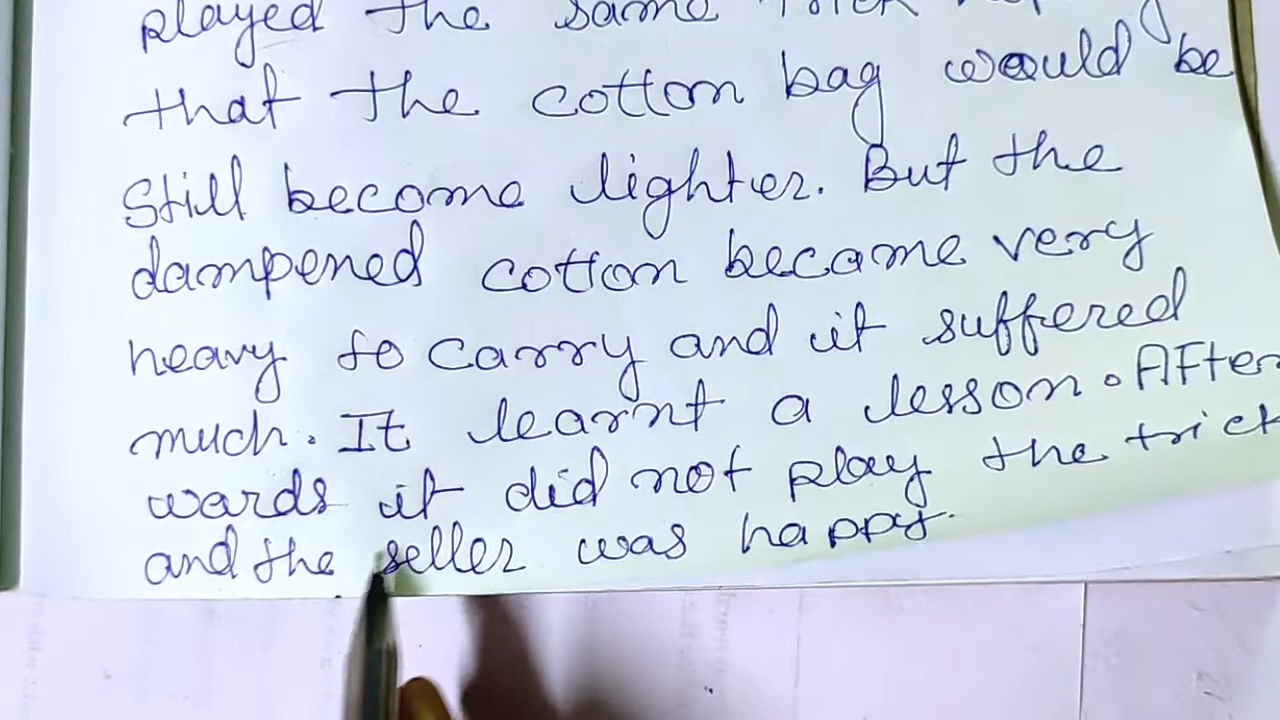 played the same trick
that the cotton bag would be
still become lighter. But the
dampened cotton became very
heavy to carry and it suffered
much. It learnt a lesson. After
wards it did not play the trick
and the seller was happy.